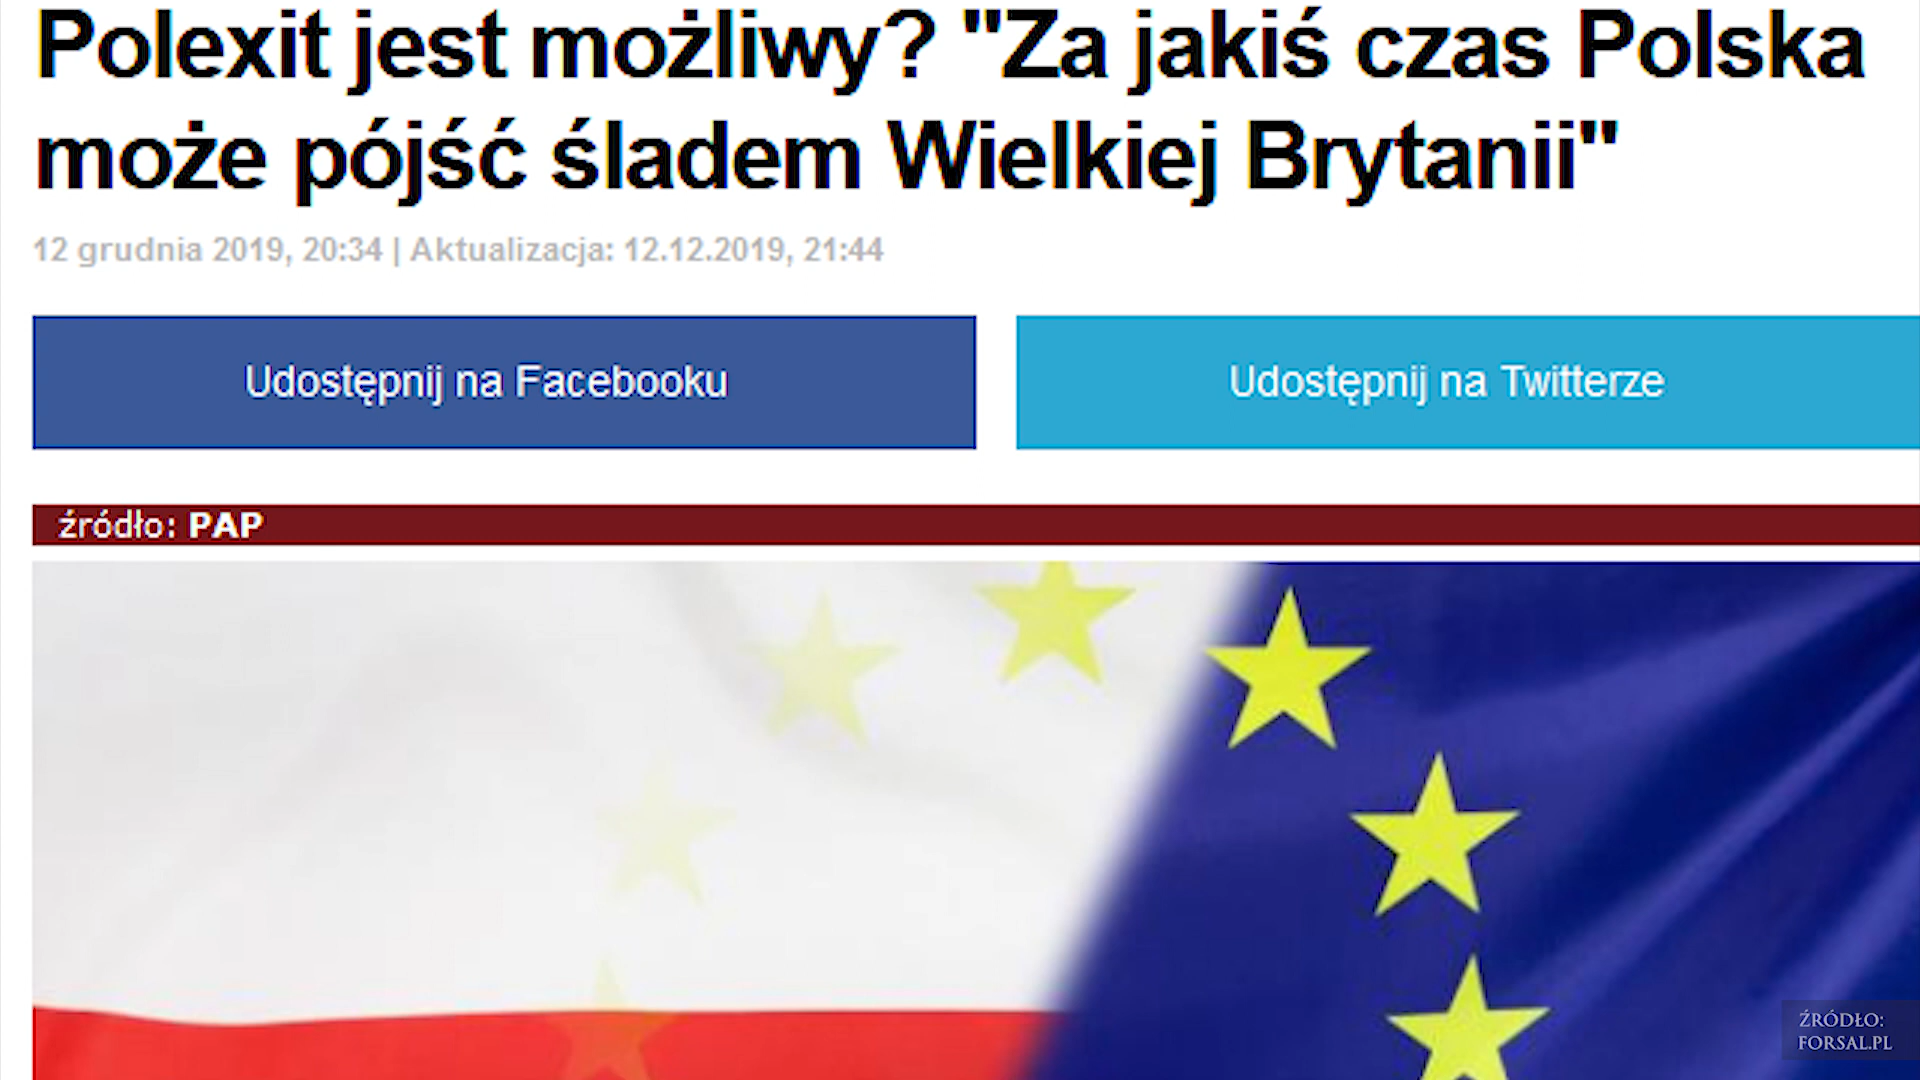 Polexit jest możliwy? "Za jakiś czas Polska
może pójść śladem Wielkiej Brytanii"
12 grudnia 2019, 20:34 | Aktualizacja: 12.12.2019, 21:44
Udostępnij na Facebooku
Udostępnij na Twitterze
źródło: PAP
ŹRÓDŁO:
FORSAL.PL